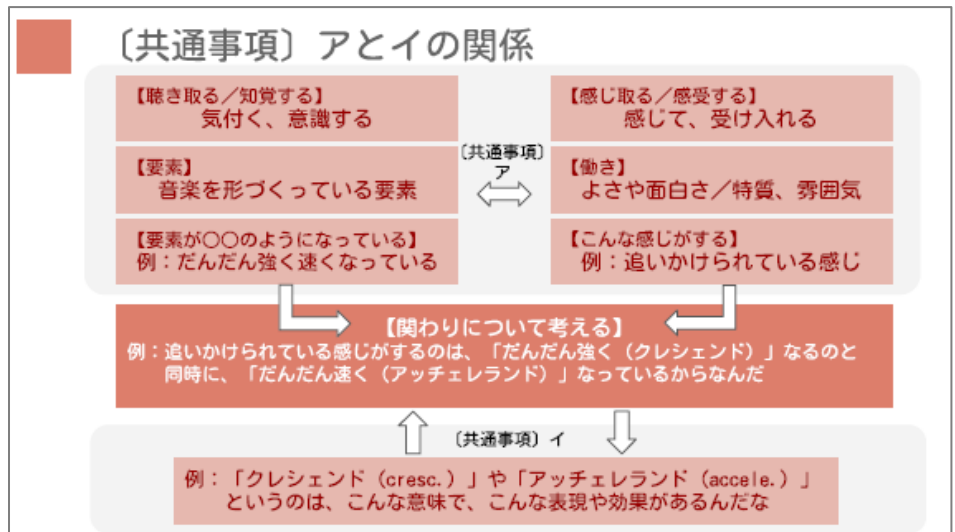 〔共通事項〕アとイの関係
【聴き取る／知覚する】
気付く、意識する
【感じ取る／感受する】
感じて、受け入れる
〔共通事項〕
ア
【要素】
音楽を形づくっている要素
【働き】
よさや面白さ／特質、雰囲気
【要素が○○のようになっている】
例：だんだん強く速くなっている
【こんな感じがする】
例：追いかけられている感じ
【関わりについて考える】
例：追いかけられている感じがするのは、「だんだん強く（クレシェンド）」なるのと
同時に、「だんだん速く（アッチェレランド）」なっているからなんだ
〔共通事項〕イ
例：「クレシェンド（cresc.）」や「アッチェレランド（accele.）」
というのは、こんな意味で、こんな表現や効果があるんだな